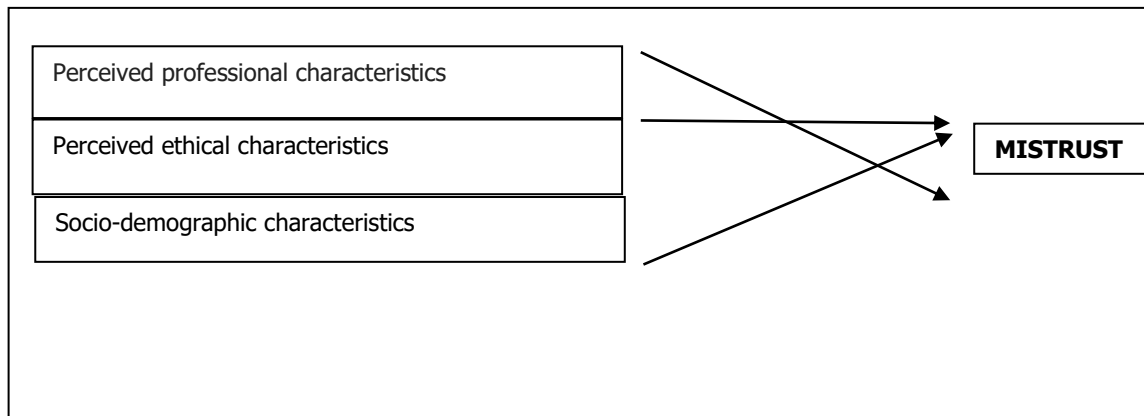 Perceived professional characteristics
Perceived ethical characteristics
MISTRUST
Socio-demographic characteristics